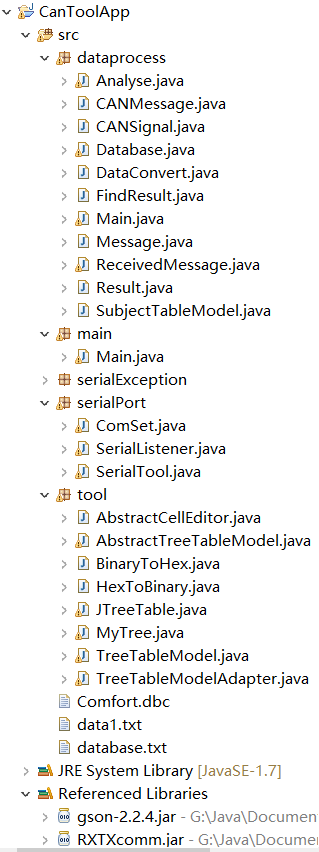 CanToolApp
src
dataprocess
Analyse.java
CANMessage.java
CANSignal.java
Database.java
DataConvert.java
FindResult.java
Main.java
Message.java
ReceivedMessage.java
Result.java
SubjectTableModel.java
main
Main.java
serialException
serialPort
ComSet.java
SerialListener.java
SerialTool.java
tool
AbstractCellEditor.java
AbstractTreeTableModel.java
BinaryToHex.java
HexToBinary.java
JTreeTable.java
MyTree.java
TreeTableModel.java
TreeTableModelAdapter.java
Comfort.dbc
data1.txt
database.txt
JRE System Library [JavaSE-1.7]
Referenced Libraries
gson-2.2.4.jar - G:\Java\Document
RXTXcomm.jar - G:\Java\Docum